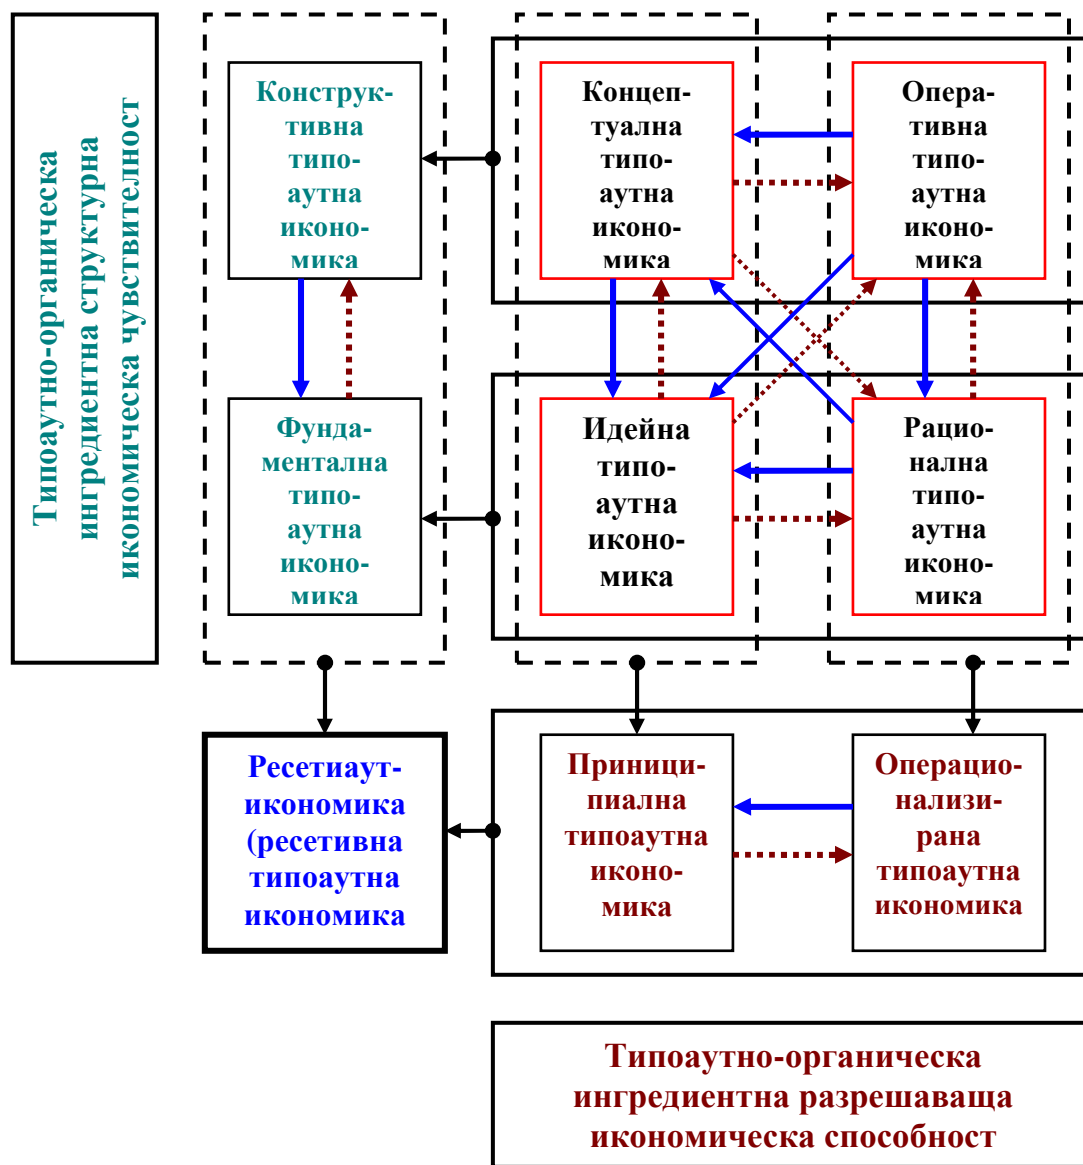 Типоаутно-органическа
ингредиентна структурна
икономическа чувствителност
Конструк-
тивна
типо-
аутна
иконо-
мика
Концеп-
туална
типо-
аутна
иконо-
мика
Опера-
тивна
типо-
аутна
иконо-
мика
Фунда-
ментална
типо-
аутна
иконо-
мика
Идейна
типо-
аутна
иконо-
мика
Рацио-
нална
типо-
аутна
иконо-
мика
Ресетиаут-
икономика
(ресетивна
типоаутна
икономика
Приници-
пиална
типоаутна
иконо-
мика
Операцио-
нализи-
рана
типоаутна
икономика
Типоаутно-органическа
ингредиентна разрешаваща
икономическа способност